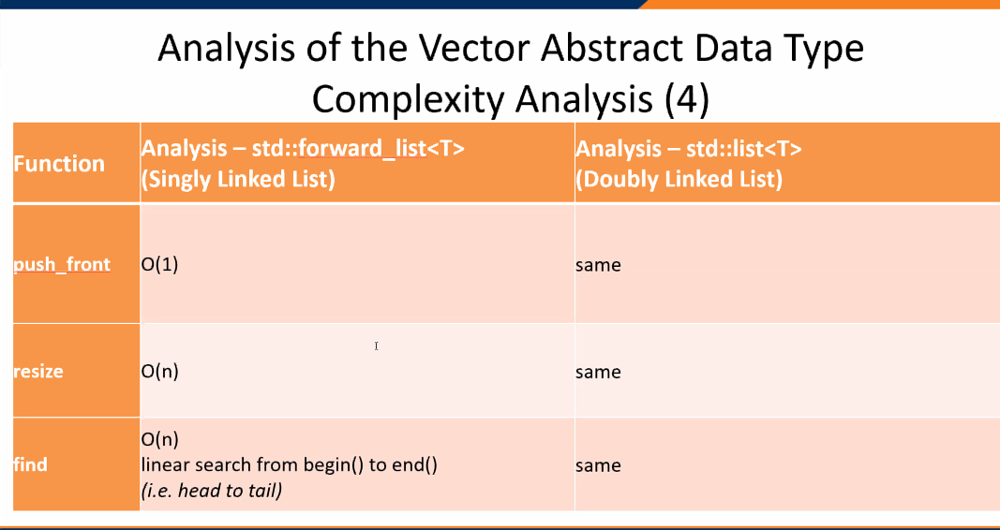 Analysis of the Vector Abstract Data Type
Complexity Analysis (4)
Function
Analysis – std::forward_list<T>
(Singly Linked List)
Analysis – std::list<T>
(Doubly Linked List)
push_front
O(1)
same
resize
O(n)
same
find
O(n)
linear search from begin() to end()
(i.e. head to tail)
same